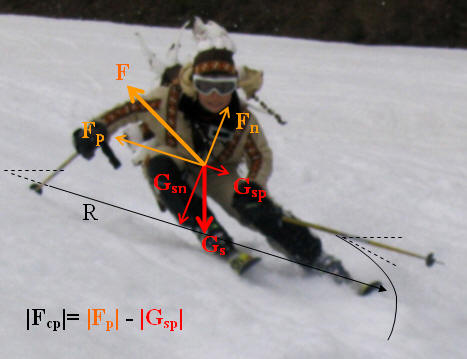 F
Fp
Fn
Gsn
Gsp
R
Gs
|Fcp|= |Fp| - |Gsp|